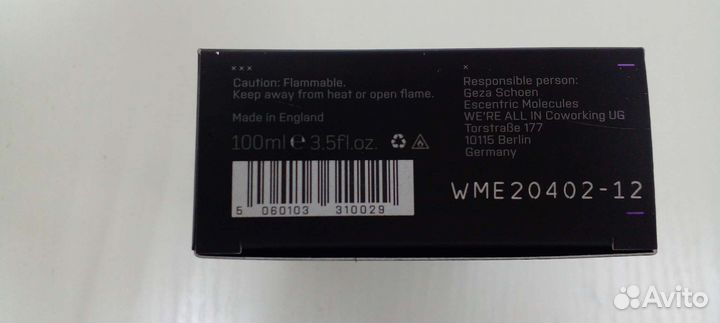 ×××
Caution: Flammable.
Keep away from heat or open flame.
Made in England
100ml ℮ 3.5fl.oz.
5 060103 310029
×
Responsible person:
Geza Schoen
Escentric Molecules
WE'RE ALL IN Coworking UG
Torstraße 177
10115 Berlin
Germany
WME20402-12
Avito